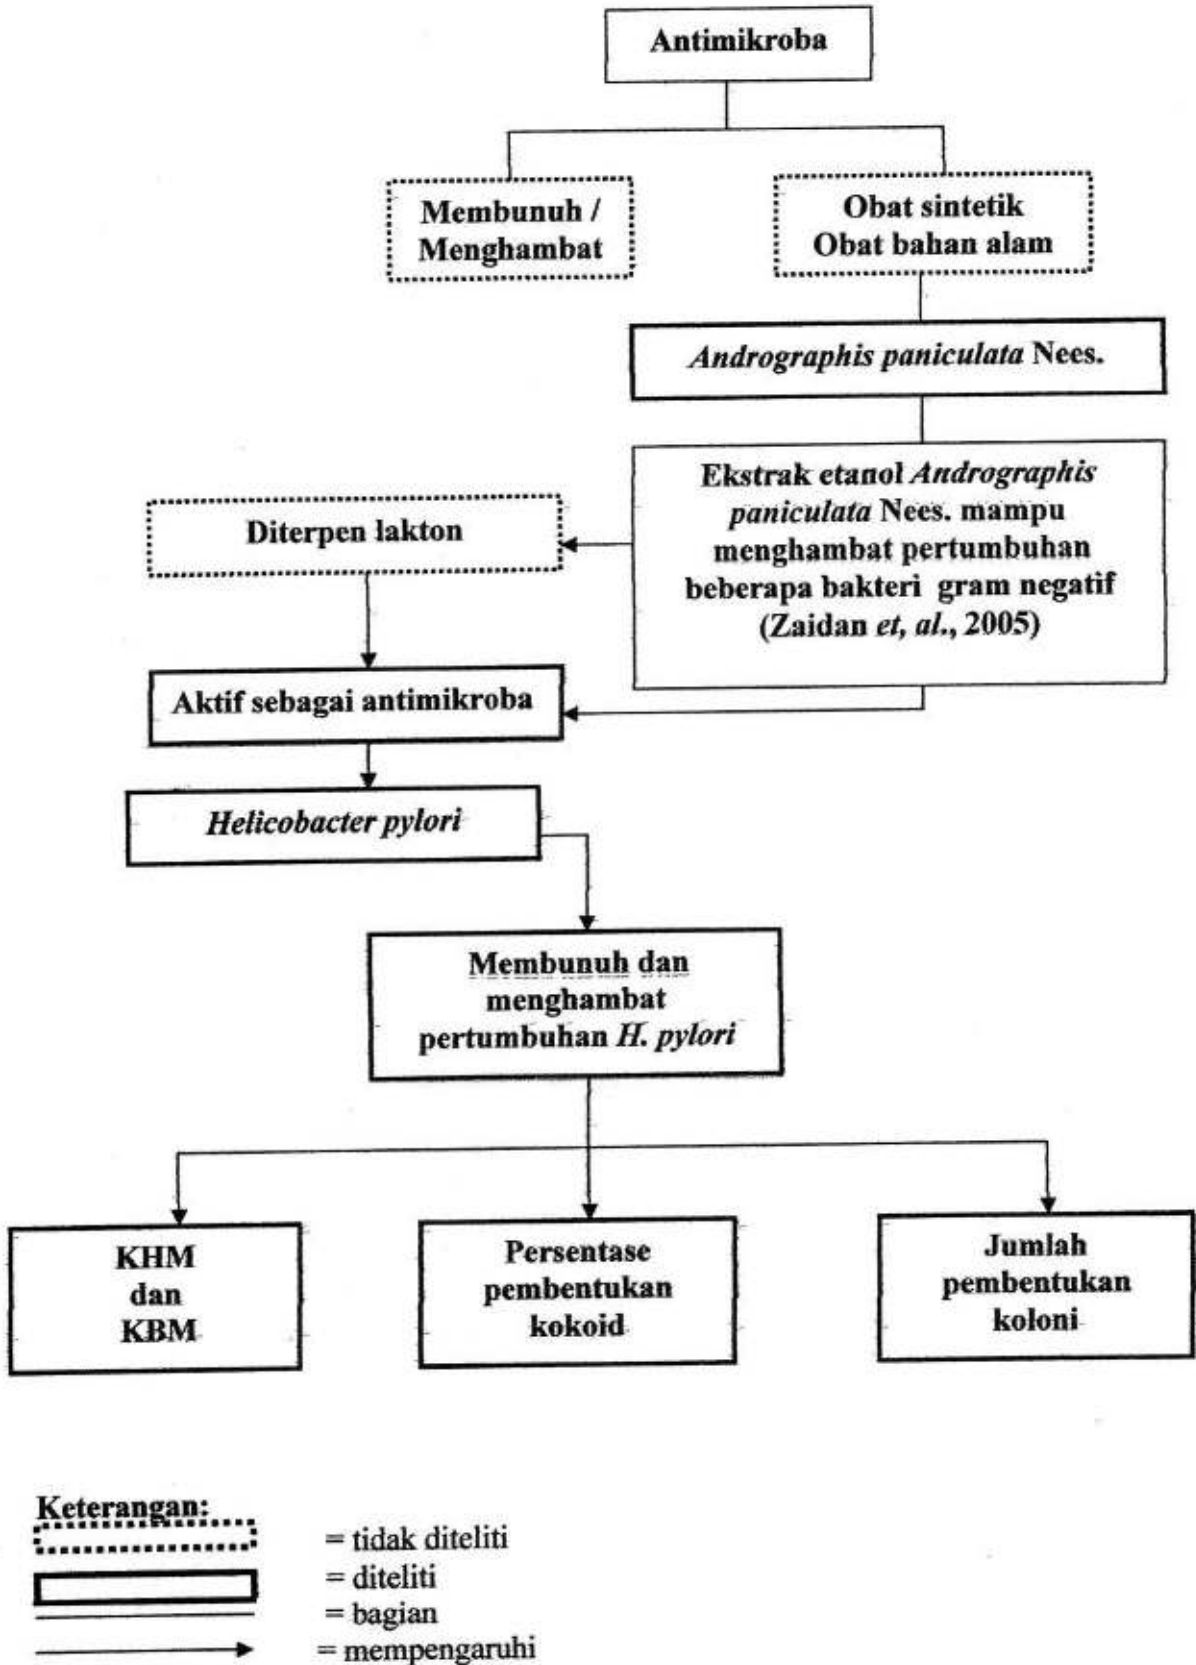 Antimikroba
Membunuh /
Menghambat
Obat sintetik
Obat bahan alam
Andrographis paniculata Nees.
Ekstrak etanol Andrographis
paniculata Nees. mampu
menghambat pertumbuhan
beberapa bakteri gram negatif
(Zaidan et, al., 2005)
Diterpen lakton
Aktif sebagai antimikroba
Helicobacter pylori
Membunuh dan
menghambat
pertumbuhan H. pylori
KHM
dan
KBM
Persentase
pembentukan
kokoid
Jumlah
pembentukan
koloni
Keterangan:
= tidak diteliti
= diteliti
= bagian
= mempengaruhi